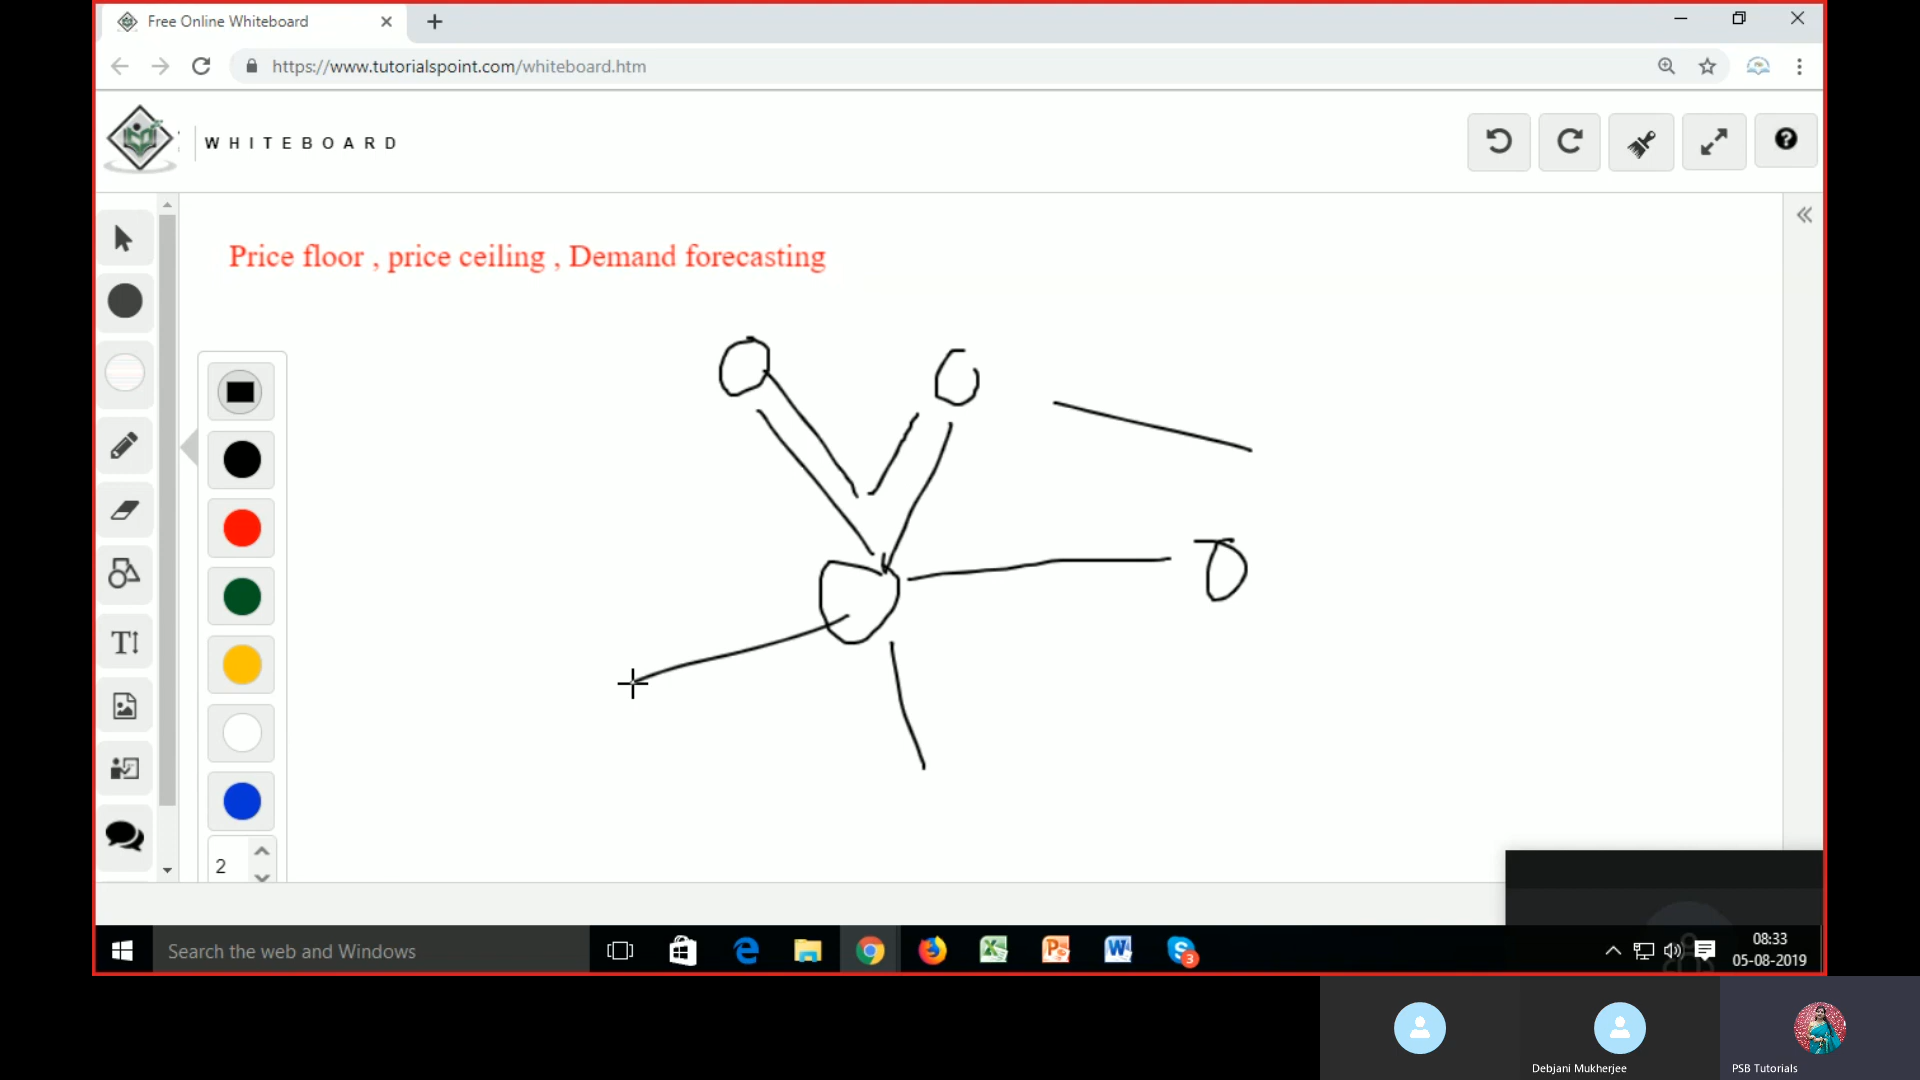 Free Online Whiteboard
https://www.tutorialspoint.com/whiteboard.htm
WHITEBOARD
Price floor , price ceiling , Demand forecasting
2
Search the web and Windows
3
08:33
05-08-2019
Debjani Mukherjee
PSB Tutorials